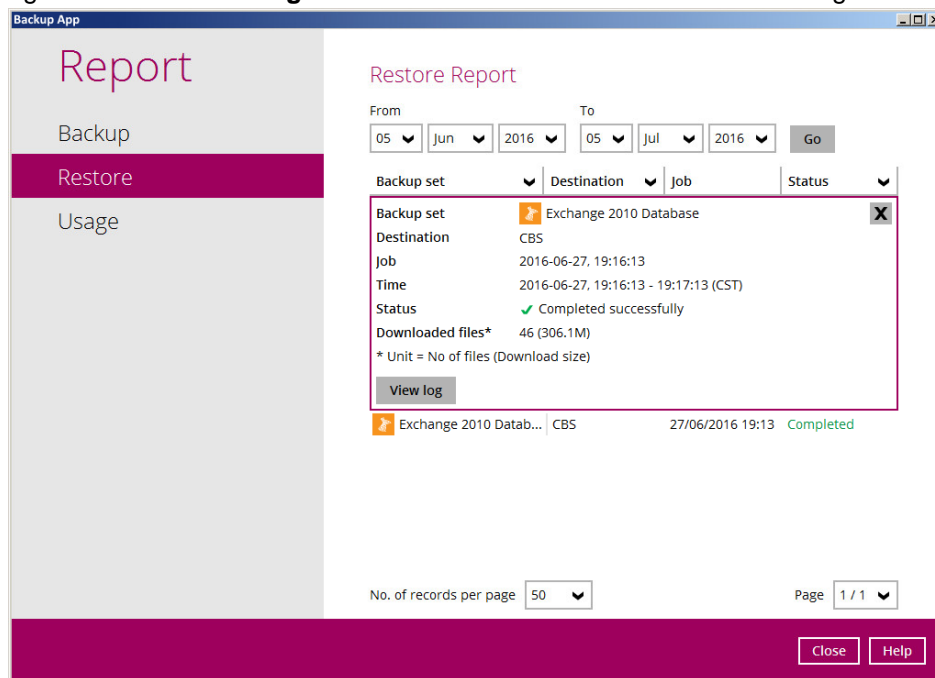 Backup App
Report
Backup
Restore
Usage
Restore Report
From To
05 Jun 2016 05 Jul 2016 Go
Backup set Destination Job Status
Backup set Exchange 2010 Database X
Destination CBS
Job 2016-06-27, 19:16:13
Time 2016-06-27, 19:16:13 - 19:17:13 (CST)
Status Completed successfully
Downloaded files* 46 (306.1M)
* Unit = No of files (Download size)
View log
Exchange 2010 Datab... CBS 27/06/2016 19:13 Completed
No. of records per page 50 Page 1 / 1
Close Help